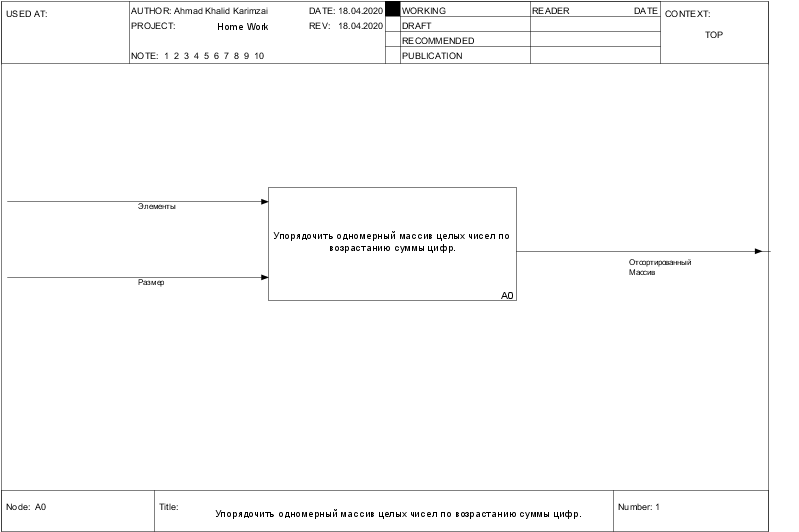 USED AT:
AUTHOR: Ahmad Khalid Karimzai
DATE: 18.04.2020
PROJECT: Home Work
REV: 18.04.2020
NOTE: 1 2 3 4 5 6 7 8 9 10
WORKING
DRAFT
RECOMMENDED
PUBLICATION
READER DATE
CONTEXT:
TOP
Элементы
Размер
Упорядочить одномерный массив целых чисел по
возрастанию суммы цифр.
A0
Отсортированный
Массив
Node: A0
Title: Упорядочить одномерный массив целых чисел по возрастанию суммы цифр.
Number: 1